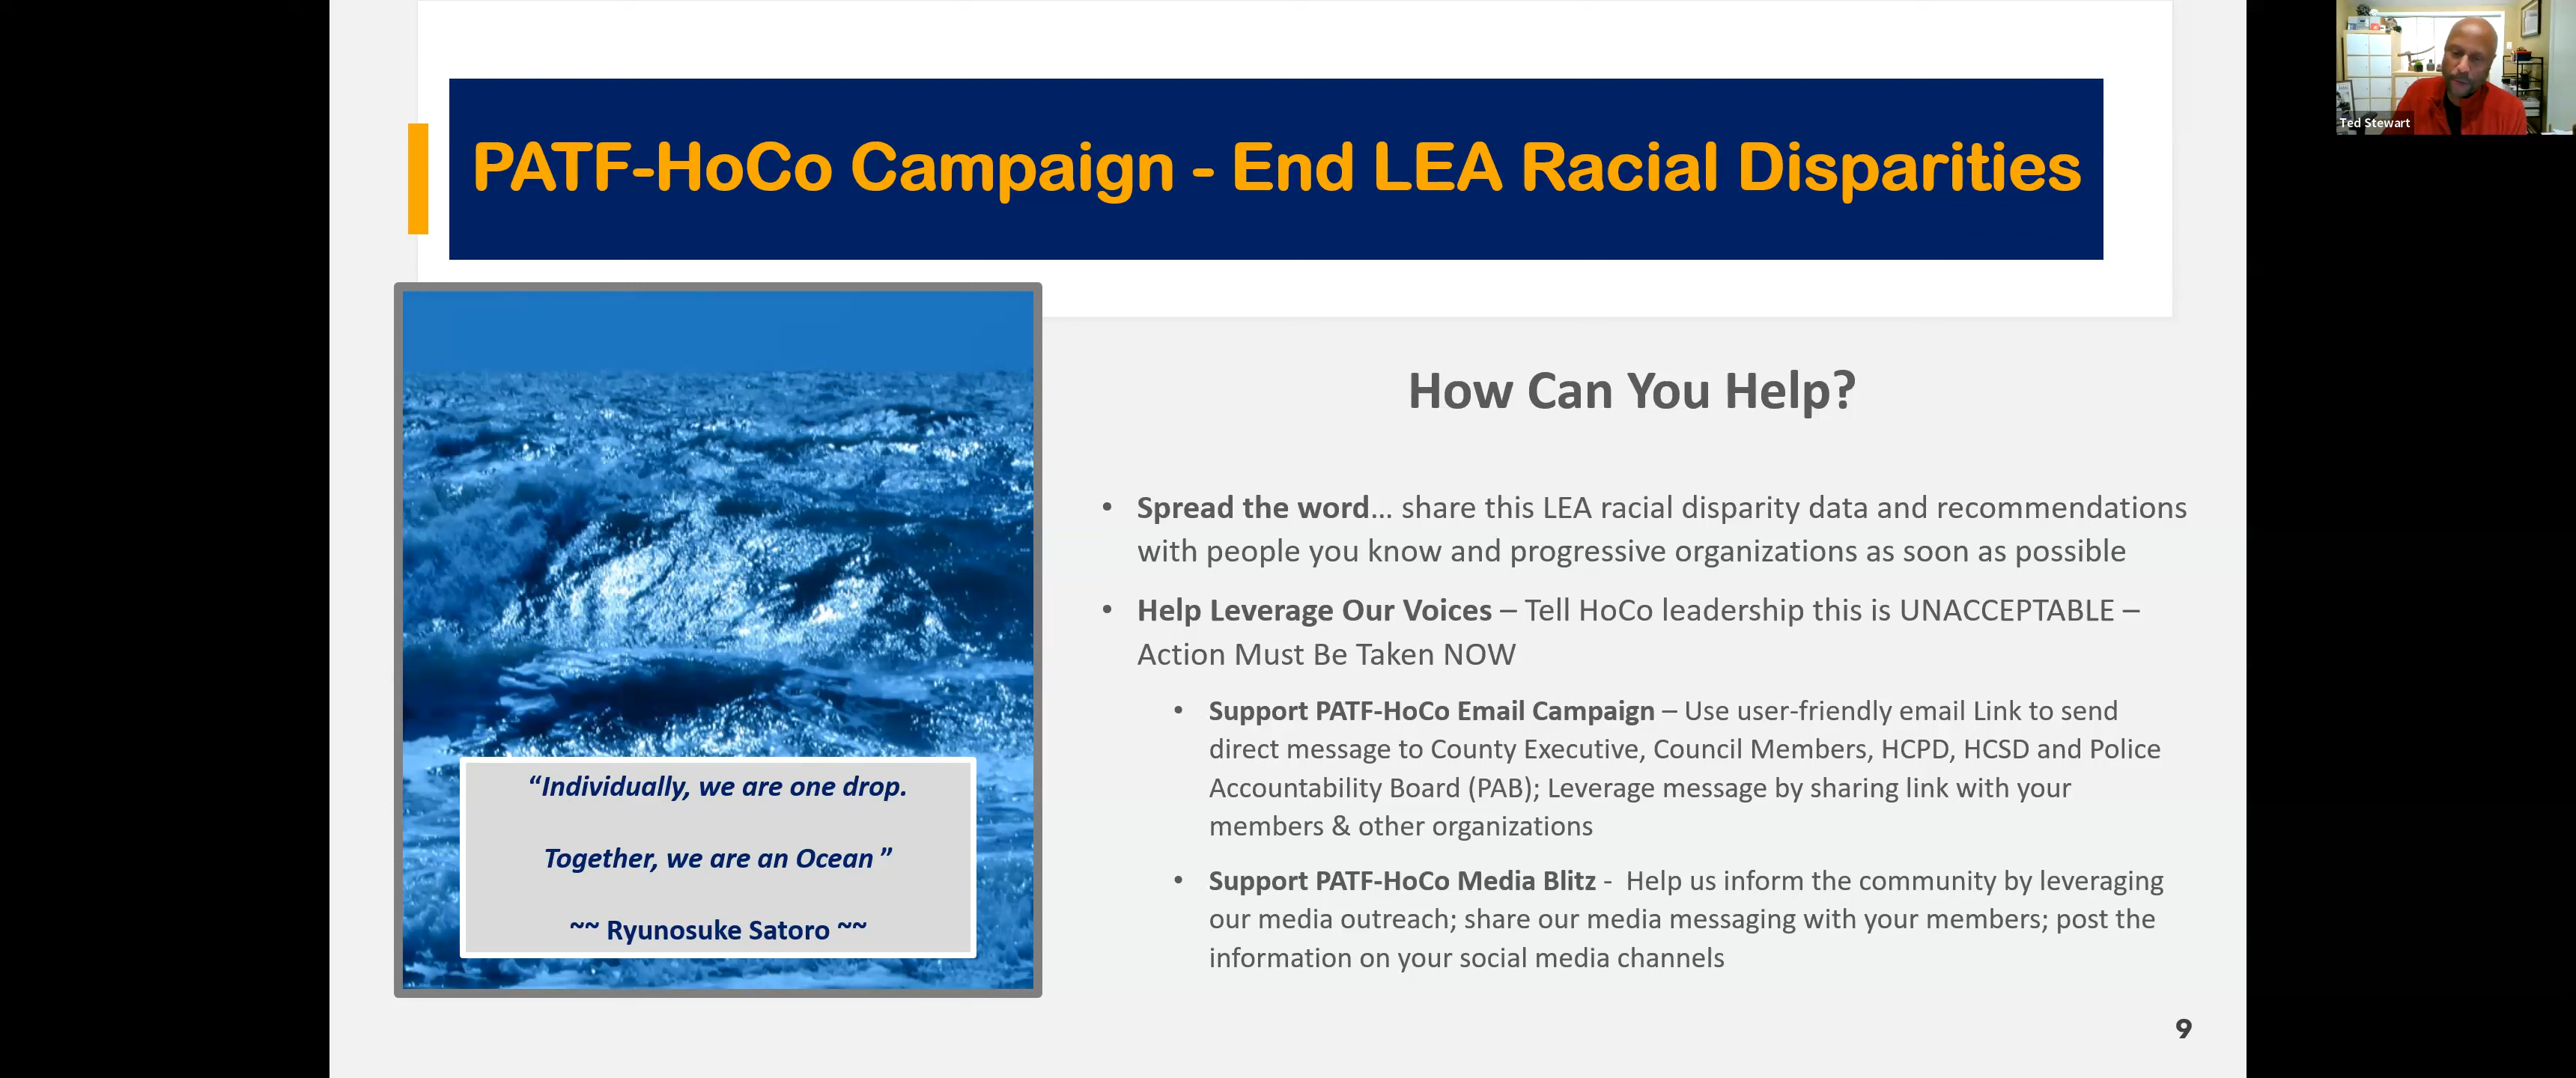 PATF-HoCo Campaign - End LEA Racial Disparities
Ted Stewart
How Can You Help?
• Spread the word... share this LEA racial disparity data and recommendations
with people you know and progressive organizations as soon as possible
• Help Leverage Our Voices – Tell HoCo leadership this is UNACCEPTABLE –
Action Must Be Taken NOW
• Support PATF-HoCo Email Campaign – Use user-friendly email Link to send
direct message to County Executive, Council Members, HCPD, HCSD and Police
Accountability Board (PAB); Leverage message by sharing link with your
members & other organizations
• Support PATF-HoCo Media Blitz - Help us inform the community by leveraging
our media outreach; share our media messaging with your members; post the
information on your social media channels
“Individually, we are one drop.
Together, we are an Ocean ”
~~ Ryunosuke Satoro ~~
9